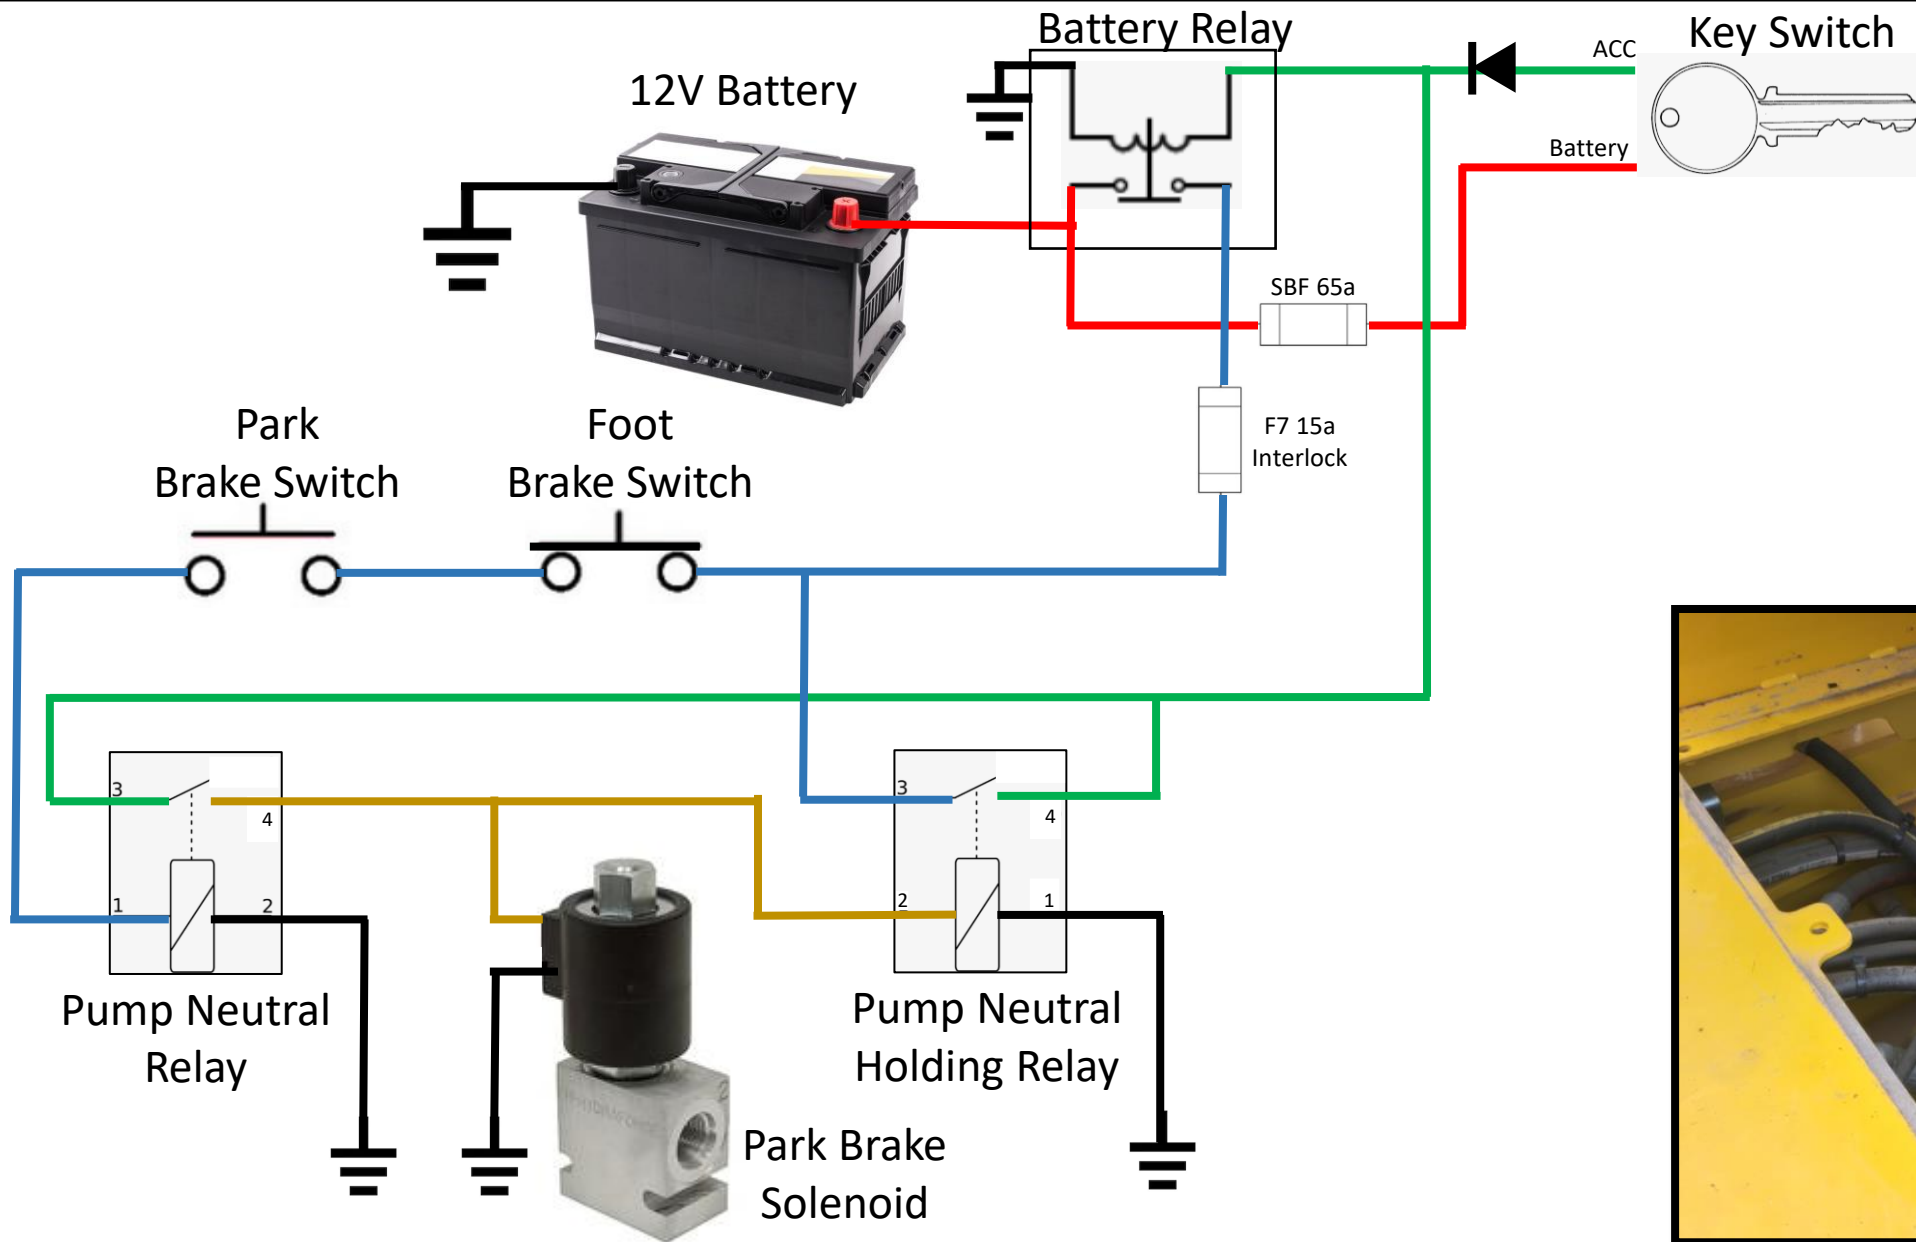 Battery Relay
Key Switch
ACC
12V Battery
Battery
SBF 65a
Park
Brake Switch
Foot
Brake Switch
F7 15a
Interlock
3
4
1
2
3
4
2
1
Pump Neutral
Relay
Pump Neutral
Holding Relay
Park Brake
Solenoid